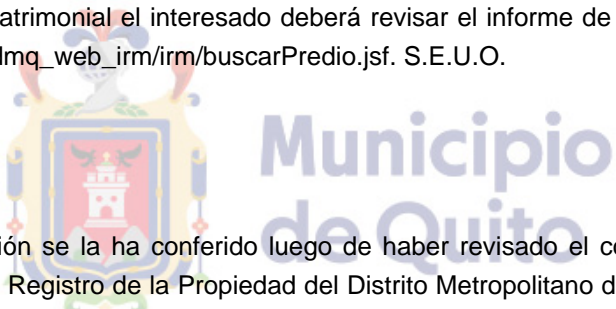 atrimonial el interesado deberá revisar el informe de
lmq_web_irm/irm/buscarPredio.jsf. S.E.U.O.
Municipio
de Quito
ión se la ha conferido luego de haber revisado el c
Registro de la Propiedad del Distrito Metropolitano d